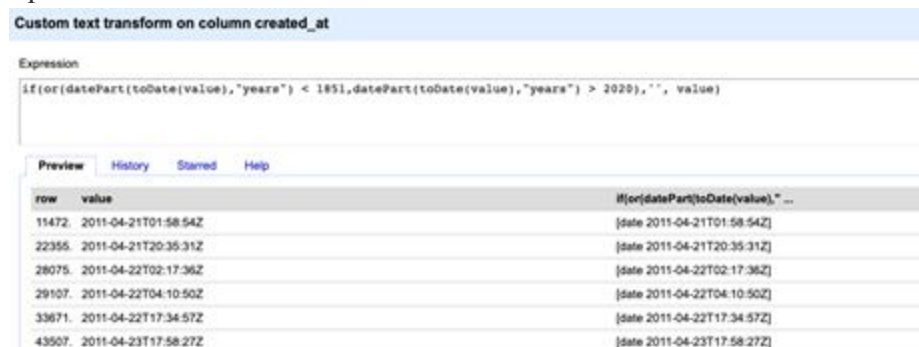 Custom text transform on column created_at
Expression
if(or(datePart(toDate(value),"years") < 1851,datePart(toDate(value),"years") > 2020),'', value)
Preview History Starred Help
row value if(or(datePart(toDate(value)," ...
11472. 2011-04-21T01:58:54Z [date 2011-04-21T01:58:54Z]
22355. 2011-04-21T20:35:31Z [date 2011-04-21T20:35:31Z]
28075. 2011-04-22T02:17:36Z [date 2011-04-22T02:17:36Z]
29107. 2011-04-22T04:10:50Z [date 2011-04-22T04:10:50Z]
33671. 2011-04-22T17:34:57Z [date 2011-04-22T17:34:57Z]
43507. 2011-04-23T17:58:27Z [date 2011-04-23T17:58:27Z]